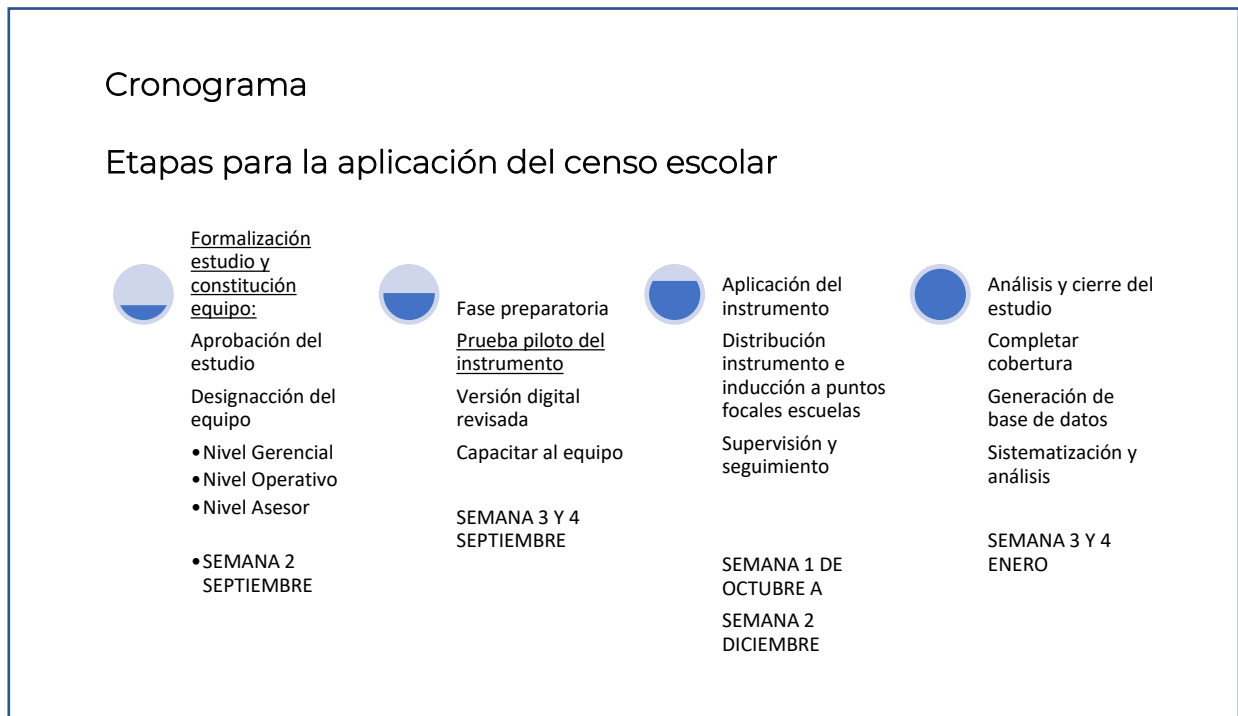 Cronograma
Etapas para la aplicación del censo escolar
Formalización
estudio y
constitución
equipo:
Aprobación del
estudio
Designacción del
equipo
•Nivel Gerencial
•Nivel Operativo
•Nivel Asesor
•SEMANA 2
SEPTIEMBRE
Fase preparatoria
Prueba piloto del
instrumento
Versión digital
revisada
Capacitar al equipo
SEMANA 3 Y 4
SEPTIEMBRE
Aplicación del
instrumento
Distribución
instrumento e
inducción a puntos
focales escuelas
Supervisión y
seguimiento
SEMANA 1 DE
OCTUBRE A
SEMANA 2
DICIEMBRE
Análisis y cierre del
estudio
Completar
cobertura
Generación de
base de datos
Sistematización y
análisis
SEMANA 3 Y 4
ENERO